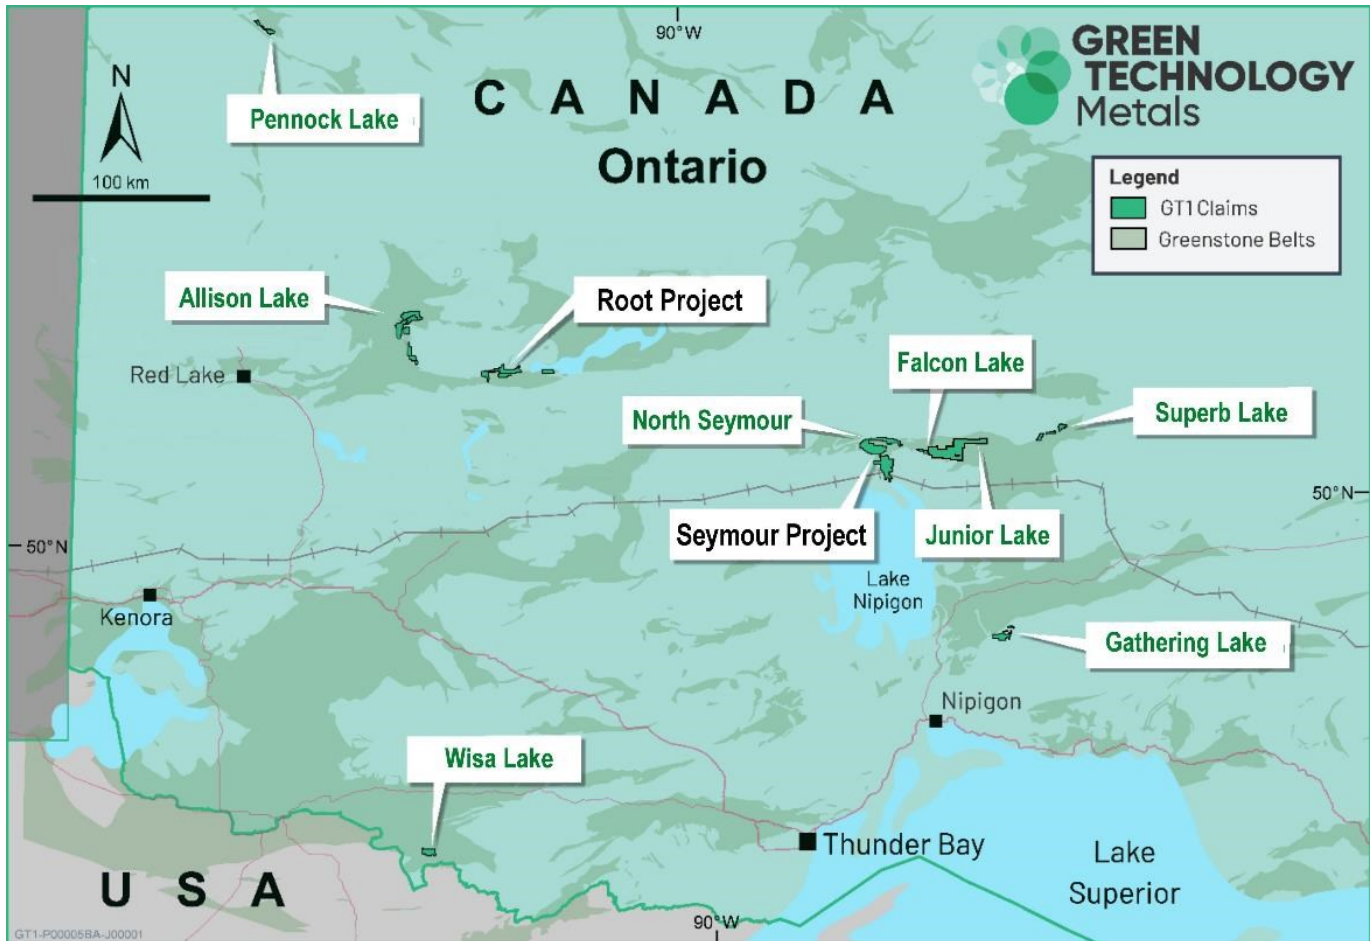 90°W
GREEN
TECHNOLOGY
Metals
N
100 km
Pennock Lake
CANADA
Ontario
Legend
GT1 Claims
Greenstone Belts
Allison Lake
Root Project
Red Lake
Falcon Lake
North Seymour
Superb Lake
50°N
Seymour Project
Junior Lake
50°N
Lake
Nipigon
Kenora
Gathering Lake
Nipigon
Wisa Lake
Thunder Bay
Lake
Superior
USA
90°W
GT1-P00005BA-J00001